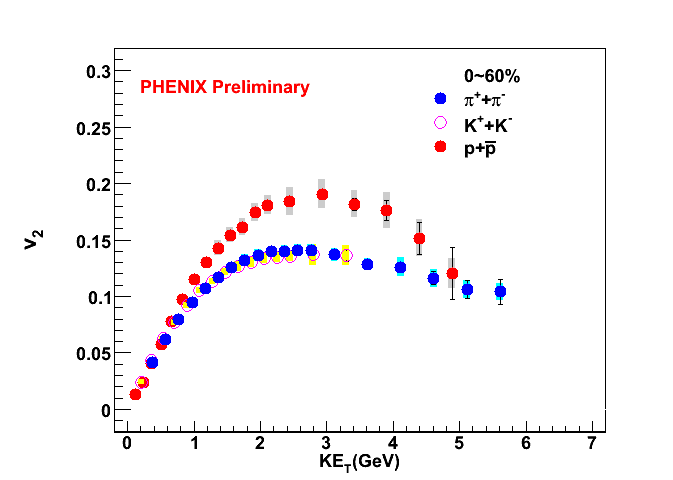 PHENIX Preliminary
0~60%
π⁺+π⁻
K⁺+K⁻
p+p̅
v₂
0.3
0.25
0.2
0.15
0.1
0.05
0
0 1 2 3 4 5 6 7
KE_T(GeV)